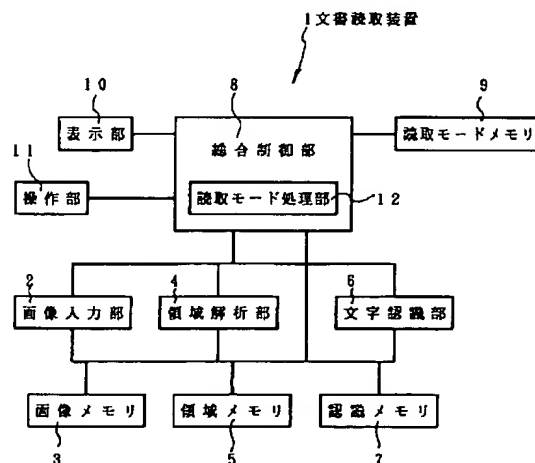 1文書読取装置
10
8
9
表示部
総合制御部
読取モードメモリ
11
操作部
読取モード処理部
12
2
4
6
画像入力部
領域解析部
文字認識部
画像メモリ
領域メモリ
認識メモリ
3
5
7